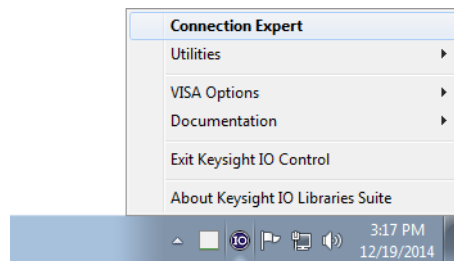 Connection Expert
Utilities
VISA Options
Documentation
Exit Keysight IO Control
About Keysight IO Libraries Suite
IO
3:17 PM
12/19/2014